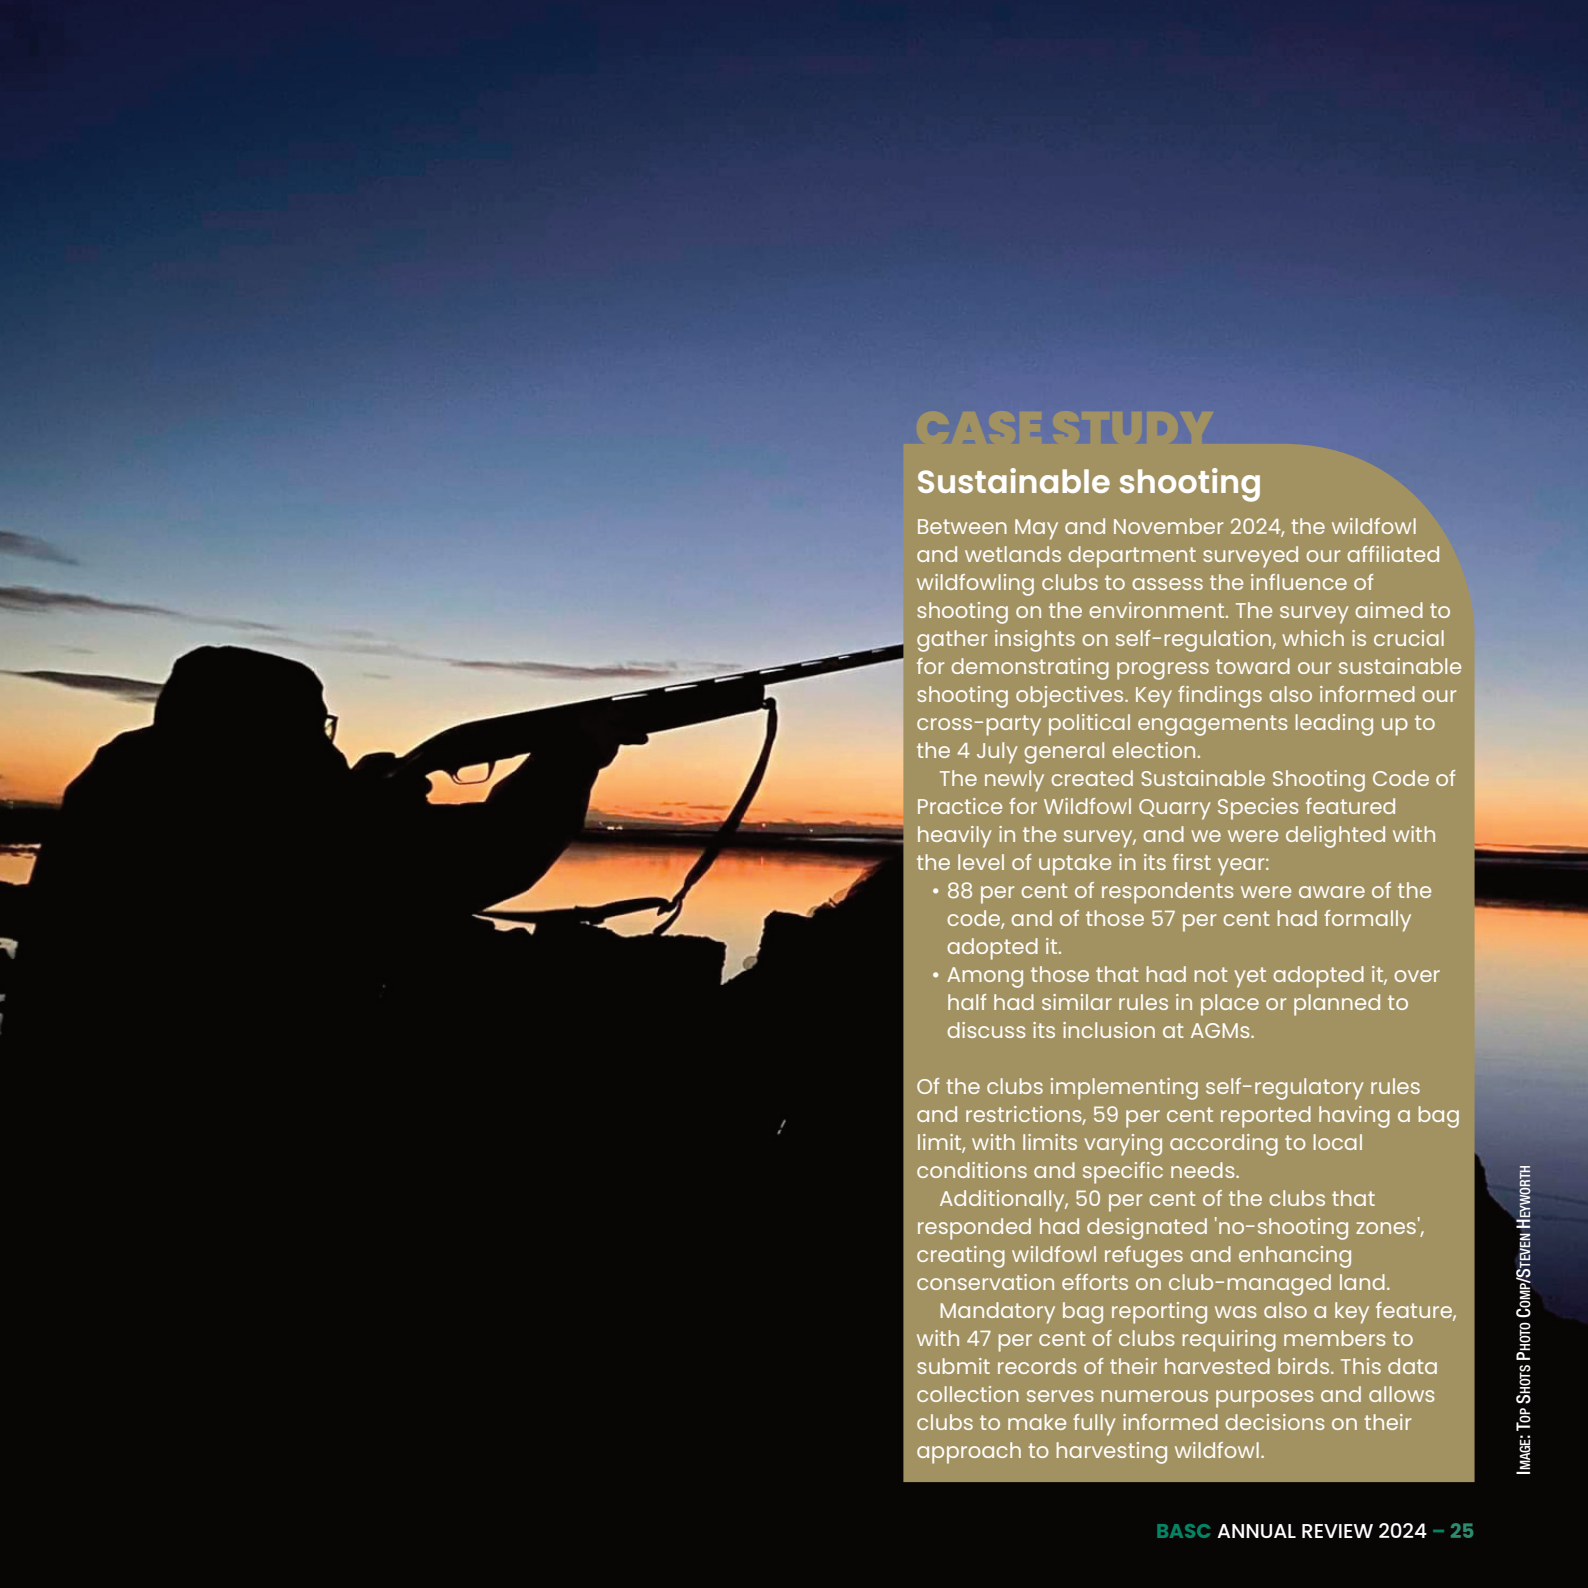 CASE STUDY
Sustainable shooting
Between May and November 2024, the wildfowl
and wetlands department surveyed our affiliated
wildfowling clubs to assess the influence of
shooting on the environment. The survey aimed to
gather insights on self-regulation, which is crucial
for demonstrating progress toward our sustainable
shooting objectives. Key findings also informed our
cross-party political engagements leading up to
the 4 July general election.
The newly created Sustainable Shooting Code of
Practice for Wildfowl Quarry Species featured
heavily in the survey, and we were delighted with
the level of uptake in its first year:
• 88 per cent of respondents were aware of the
code, and of those 57 per cent had formally
adopted it.
• Among those that had not yet adopted it, over
half had similar rules in place or planned to
discuss its inclusion at AGMs.
Of the clubs implementing self-regulatory rules
and restrictions, 59 per cent reported having a bag
limit, with limits varying according to local
conditions and specific needs.
Additionally, 50 per cent of the clubs that
responded had designated 'no-shooting zones',
creating wildfowl refuges and enhancing
conservation efforts on club-managed land.
Mandatory bag reporting was also a key feature,
with 47 per cent of clubs requiring members to
submit records of their harvested birds. This data
collection serves numerous purposes and allows
clubs to make fully informed decisions on their
approach to harvesting wildfowl.
IMAGE: TOP SHOTS PHOTO COMP/STEVEN HEYWORTH
BASC ANNUAL REVIEW 2024 – 25